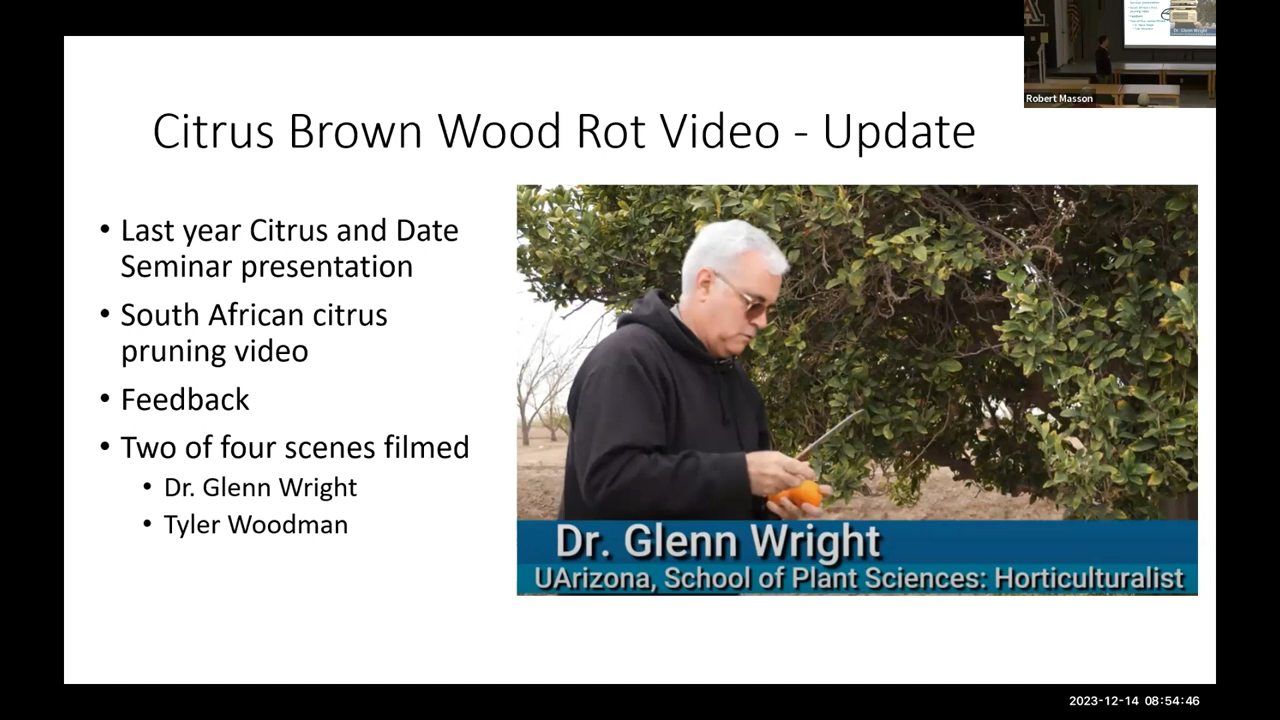 Robert Masson
Citrus Brown Wood Rot Video - Update
• Last year Citrus and Date
Seminar presentation
• South African citrus
pruning video
• Feedback
• Two of four scenes filmed
• Dr. Glenn Wright
• Tyler Woodman
Dr. Glenn Wright
UArizona, School of Plant Sciences: Horticulturalist
2023-12-14 08:54:46